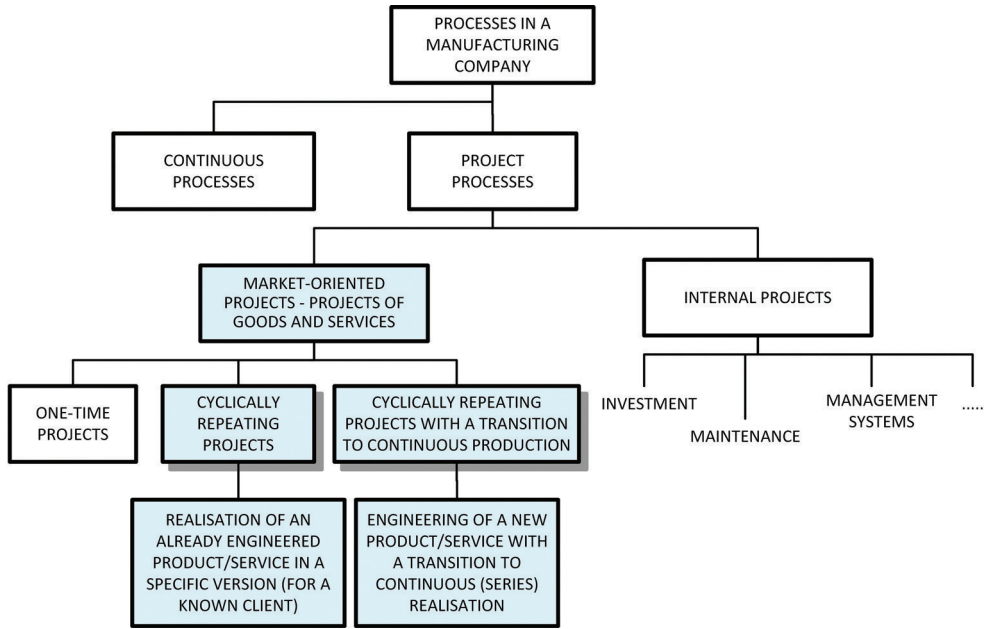 PROCESSES IN A
MANUFACTURING
COMPANY
CONTINUOUS
PROCESSES
PROJECT
PROCESSES
MARKET-ORIENTED
PROJECTS - PROJECTS OF
GOODS AND SERVICES
INTERNAL PROJECTS
ONE-TIME
PROJECTS
CYCLICALLY
REPEATING
PROJECTS
CYCLICALLY REPEATING
PROJECTS WITH A TRANSITION
TO CONTINUOUS PRODUCTION
INVESTMENT
MAINTENANCE
MANAGEMENT
SYSTEMS
.....
REALISATION OF AN
ALREADY ENGINEERED
PRODUCT/SERVICE IN A
SPECIFIC VERSION (FOR A
KNOWN CLIENT)
ENGINEERING OF A NEW
PRODUCT/SERVICE WITH
A TRANSITION TO
CONTINUOUS (SERIES)
REALISATION